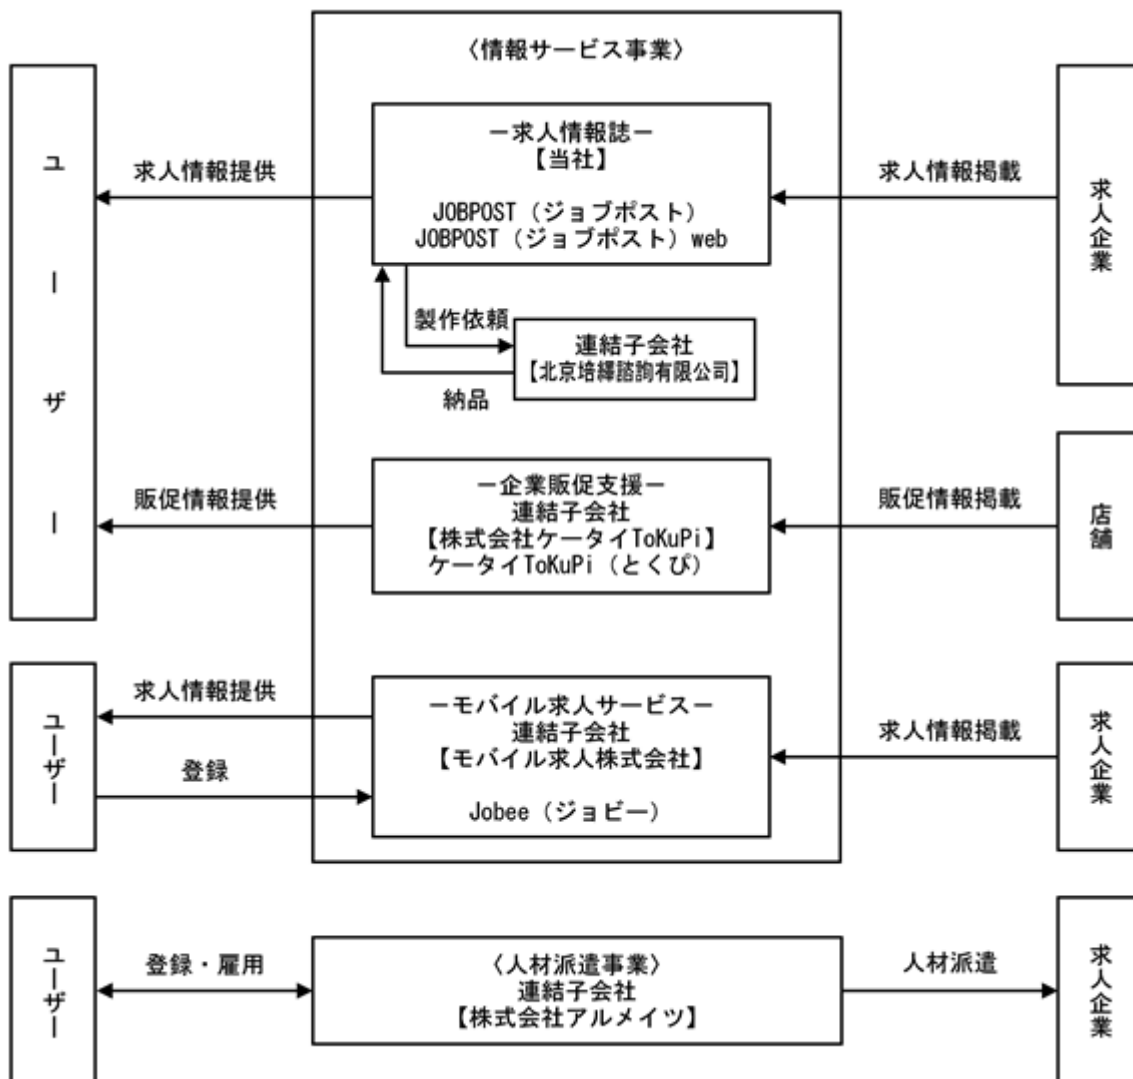 〈情報サービス事業〉
ユーザー
求人情報提供
－求人情報誌－
【当社】
JOBPOST（ジョブポスト）
JOBPOST（ジョブポスト）web
求人情報掲載
求人企業
製作依頼
連結子会社
【北京培繹諮詢有限公司】
納品
販促情報提供
－企業販促支援－
連結子会社
【株式会社ケータイToKuPi】
ケータイToKuPi（とくぴ）
販促情報掲載
店舗
ユーザー
求人情報提供
登録
－モバイル求人サービス－
連結子会社
【モバイル求人株式会社】
Jobee（ジョビー）
求人情報掲載
求人企業
ユーザー
登録・雇用
〈人材派遣事業〉
連結子会社
【株式会社アルメイツ】
人材派遣
求人企業